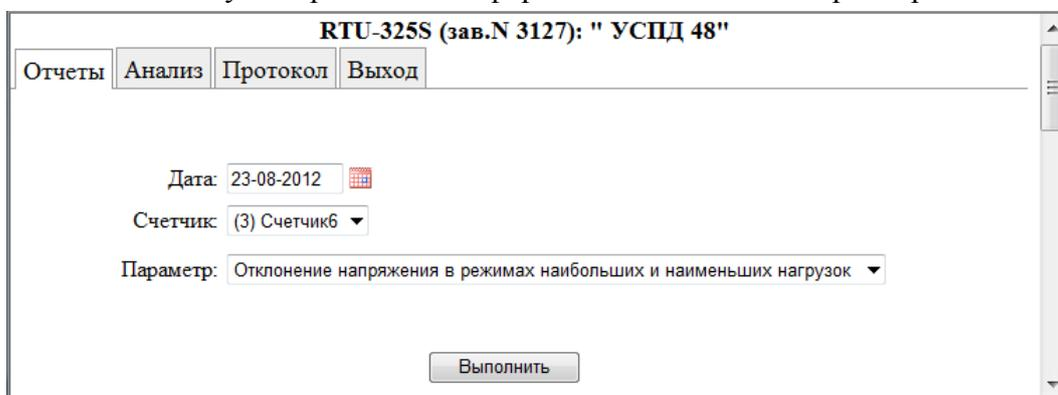 RTU-325S (зав.N 3127): " УСПД 48"
Отчеты Анализ Протокол Выход
Дата: 23-08-2012
Счетчик: (3) Счетчик6
Параметр: Отклонение напряжения в режимах наибольших и наименьших нагрузок
Выполнить